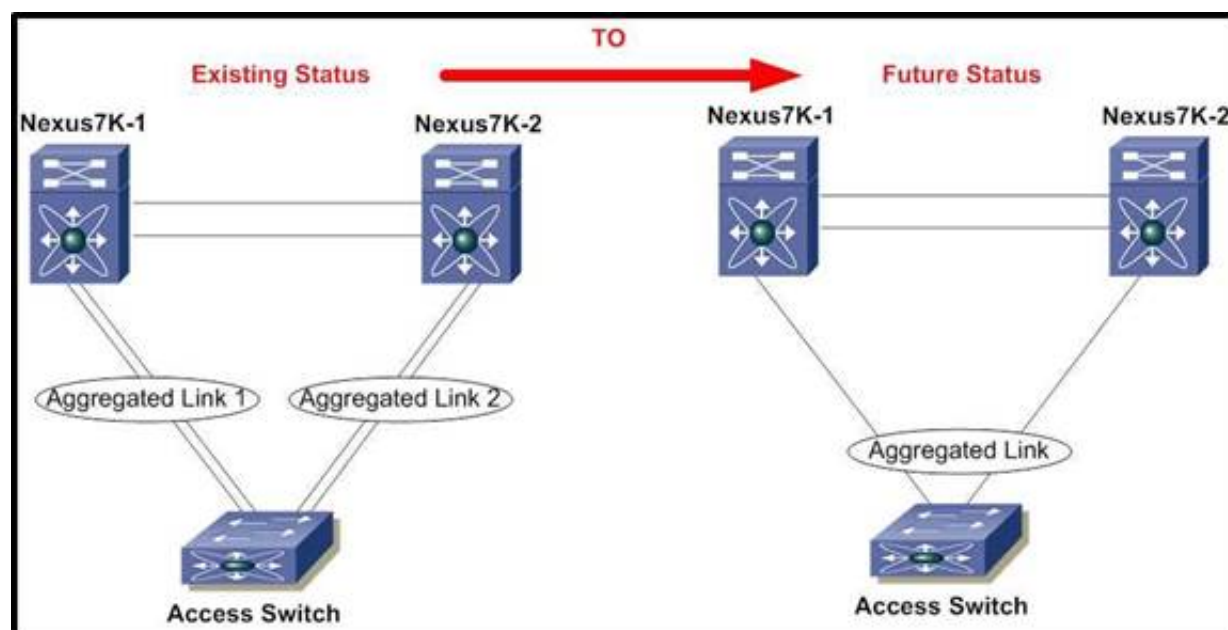 TO
Existing Status
Future Status
Nexus7K-1
Nexus7K-2
Nexus7K-1
Nexus7K-2
Aggregated Link 1
Aggregated Link 2
Aggregated Link
Access Switch
Access Switch